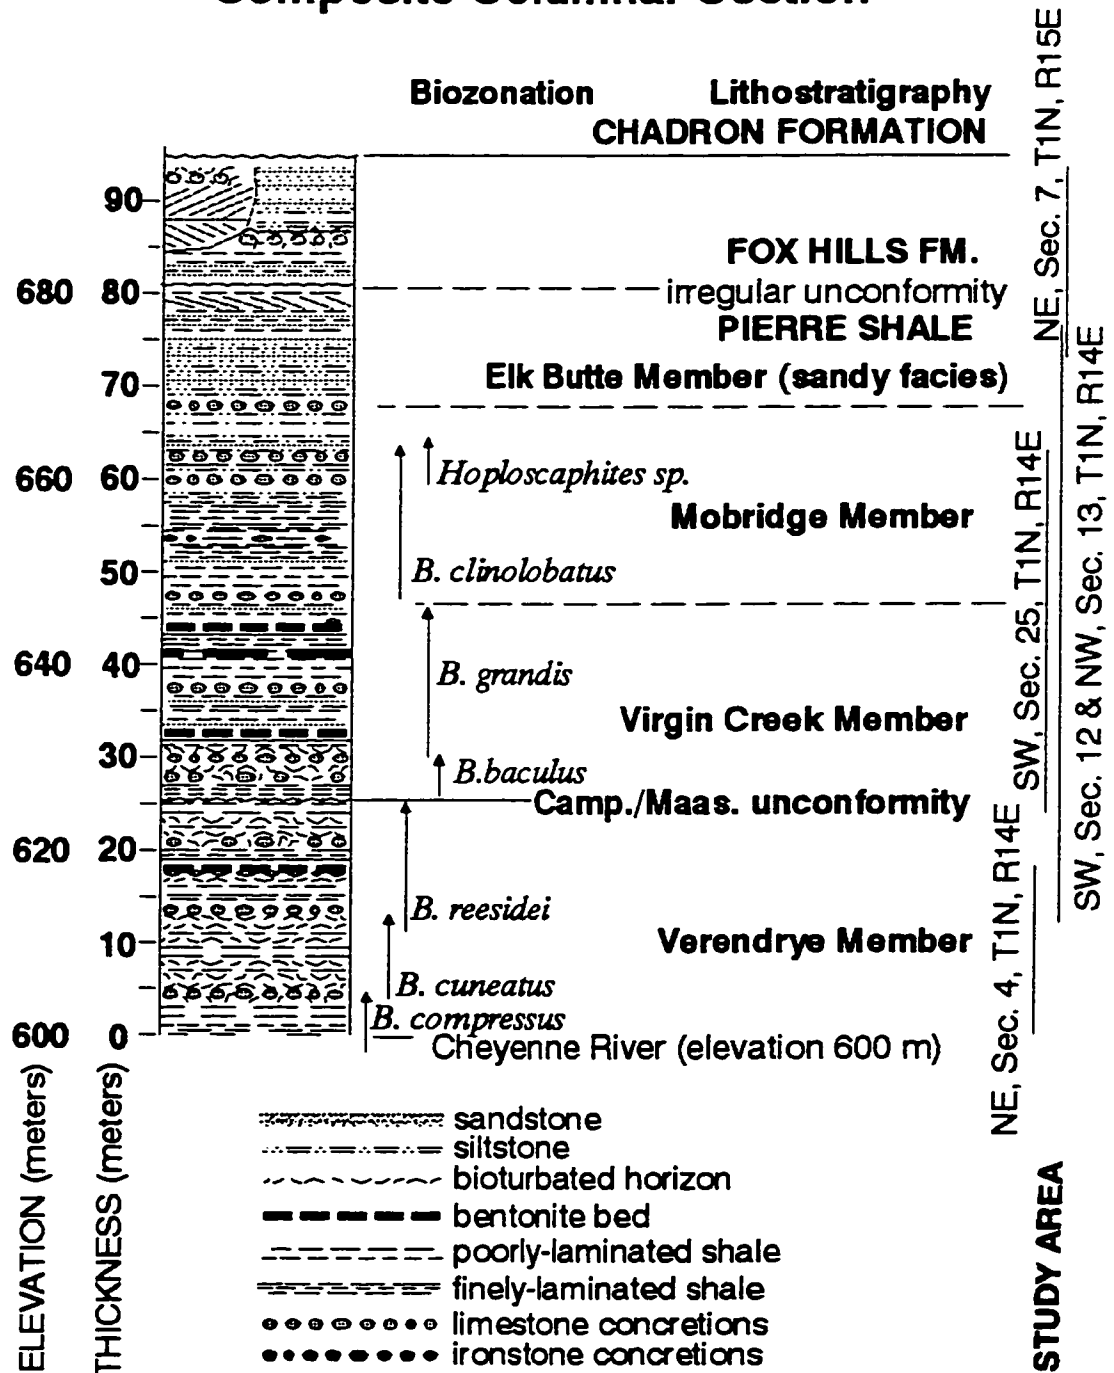 Composite Columnar Section
Biozonation Lithostratigraphy
CHADRON FORMATION
90
FOX HILLS FM.
680 80
irregular unconformity
PIERRE SHALE
70
Elk Butte Member (sandy facies)
660 60
Hoploscaphites sp.
Mobridge Member
50
B. clinolobatus
640 40
B. grandis
Virgin Creek Member
30
B.baculus
Camp./Maas. unconformity
620 20
B. reesidei
10
Verendrye Member
B. cuneatus
B. compressus
600 0
Cheyenne River (elevation 600 m)
ELEVATION (meters)
THICKNESS (meters)
sandstone
siltstone
bioturbated horizon
bentonite bed
poorly-laminated shale
finely-laminated shale
limestone concretions
ironstone concretions
NE, Sec. 4, T1N, R14E
SW, Sec. 25, T1N, R14E
NE, Sec. 7, T1N, R15E
SW, Sec. 12 & NW, Sec. 13, T1N, R14E
STUDY AREA